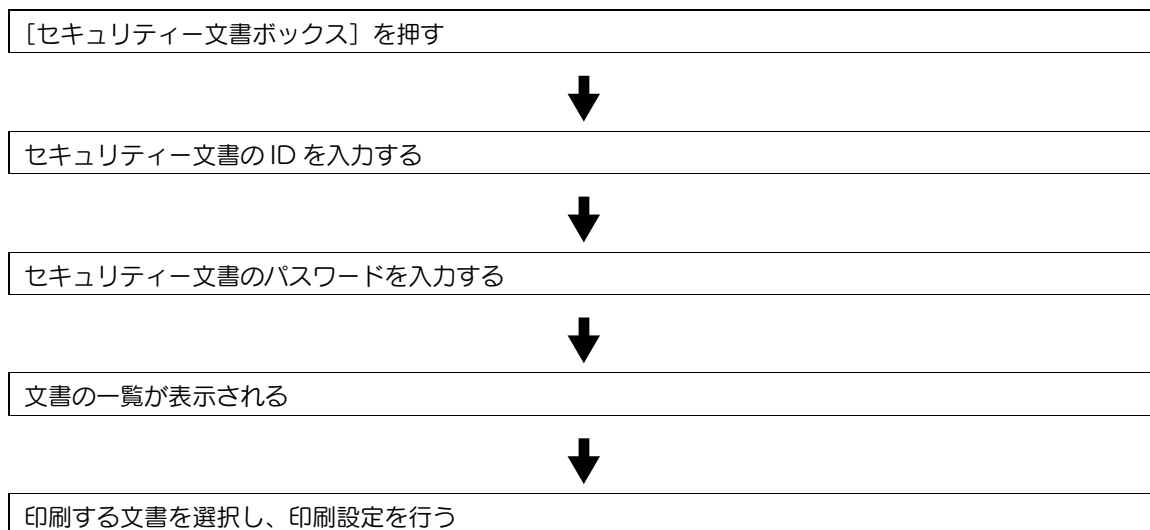 ［セキュリティー文書ボックス］を押す
セキュリティー文書の ID を入力する
セキュリティー文書のパスワードを入力する
文書の一覧が表示される
印刷する文書を選択し、印刷設定を行う